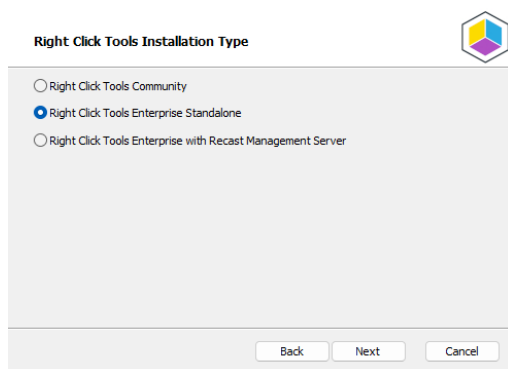 Right Click Tools Installation Type
Right Click Tools Community
Right Click Tools Enterprise Standalone
Right Click Tools Enterprise with Recast Management Server
Back Next Cancel